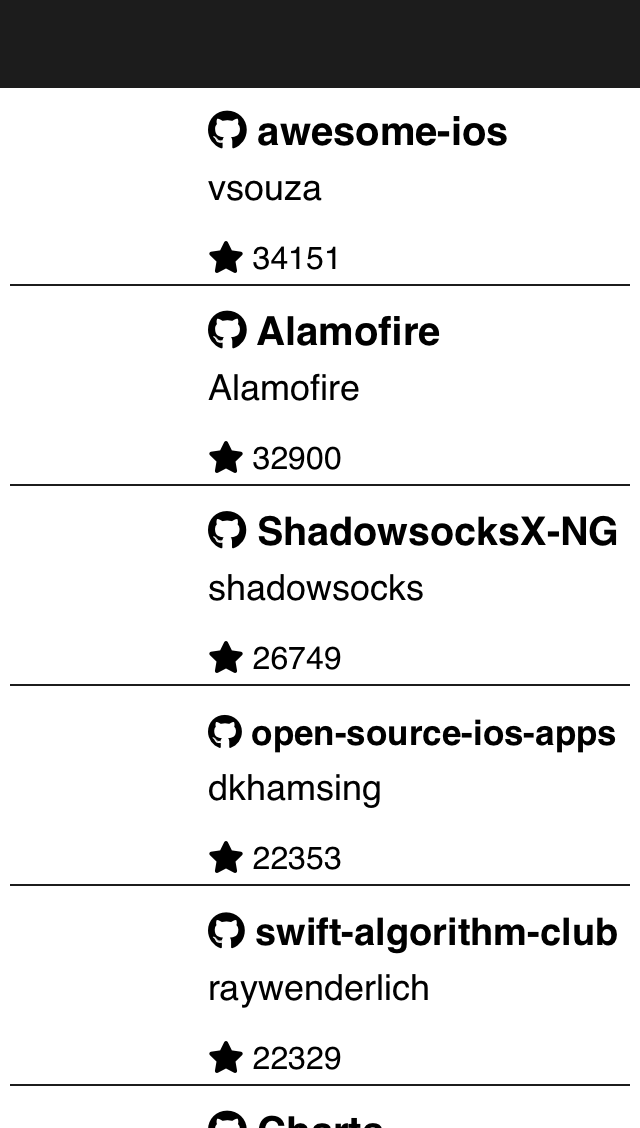 awesome-ios
vsouza
34151
Alamofire
Alamofire
32900
ShadowsocksX-NG
shadowsocks
26749
open-source-ios-apps
dkhamsing
22353
swift-algorithm-club
raywenderlich
22329
Charts